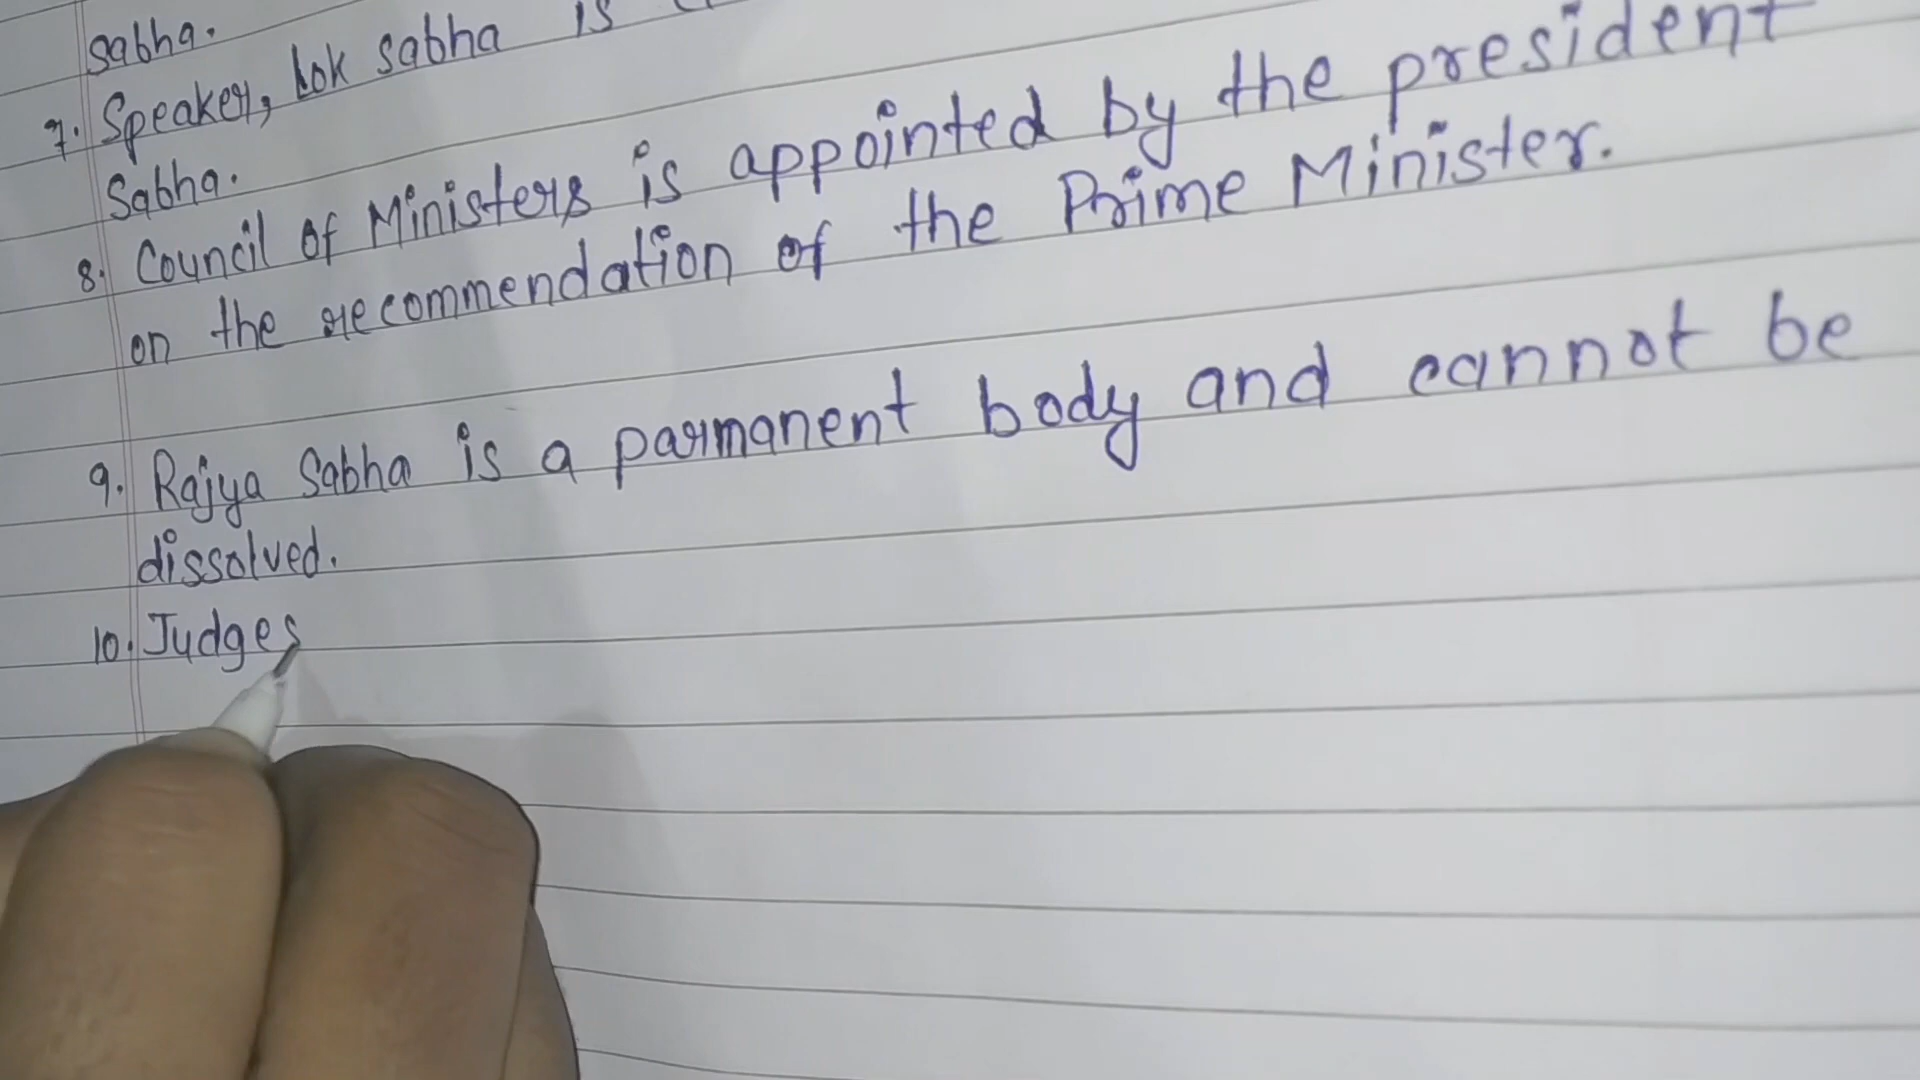 sabha.
7. Speaker, Lok sabha is
Sabha.
8. Council of Ministers is appointed by the president
on the recommendation of the Prime Minister.
9. Rajya Sabha is a parmanent body and cannot be
dissolved.
10. Judges